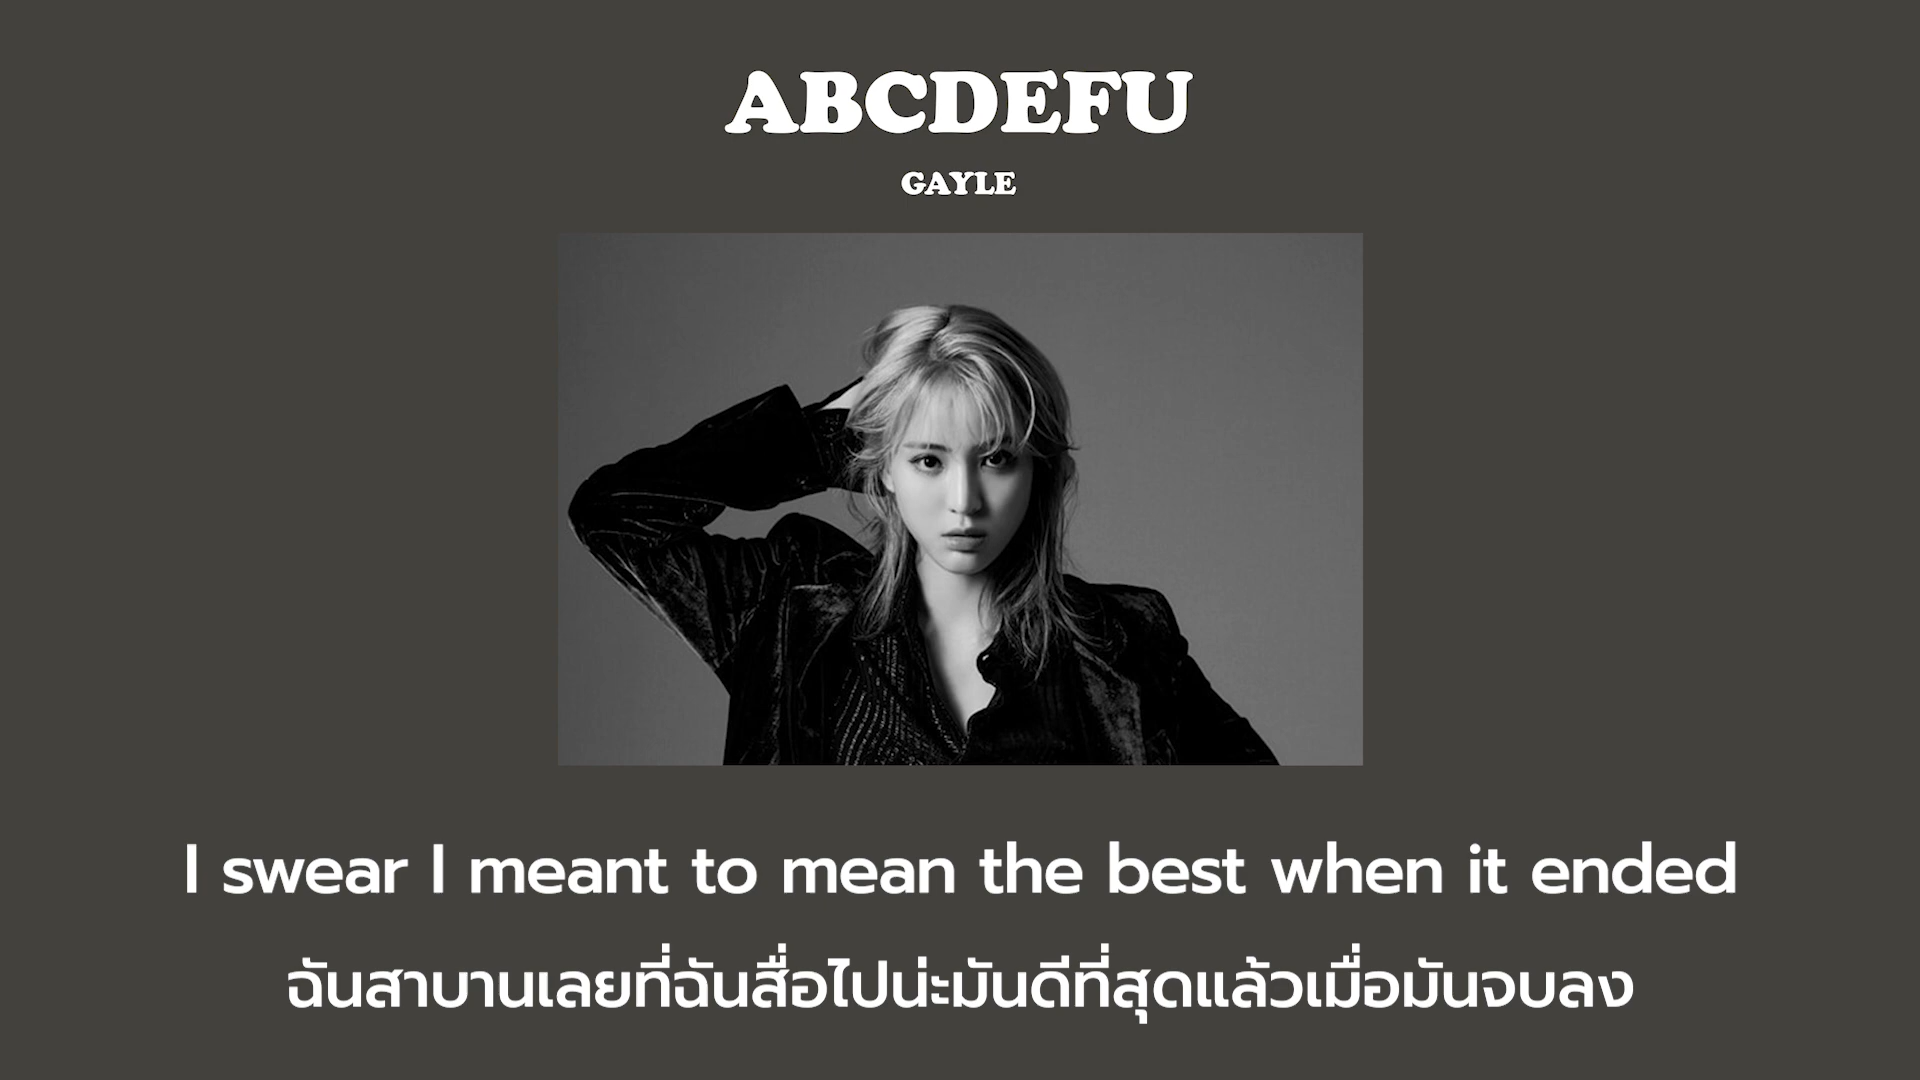 ABCDEFU
GAYLE
I swear I meant to mean the best when it ended
ฉันสาบานเลยที่ฉันสื่อไปน่ะมันดีที่สุดแล้วเมื่อมันจบลง